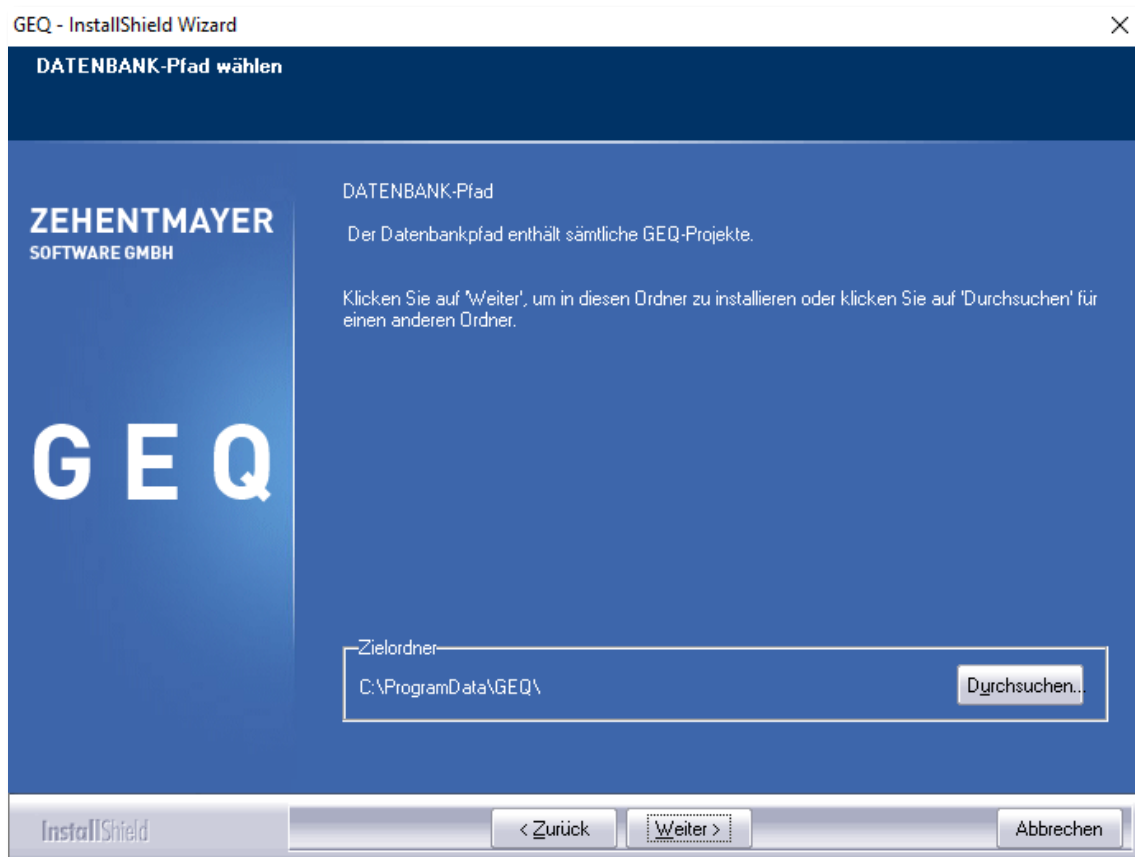 GEQ - InstallShield Wizard
DATENBANK-Pfad wählen
ZEHENTMAYER
SOFTWARE GMBH
GEQ
DATENBANK-Pfad
Der Datenbankpfad enthält sämtliche GEQ-Projekte.
Klicken Sie auf 'Weiter', um in diesen Ordner zu installieren oder klicken Sie auf 'Durchsuchen' für
einen anderen Ordner.
Zielordner
C:\ProgramData\GEQ\
Durchsuchen...
InstallShield
< Zurück
Weiter >
Abbrechen